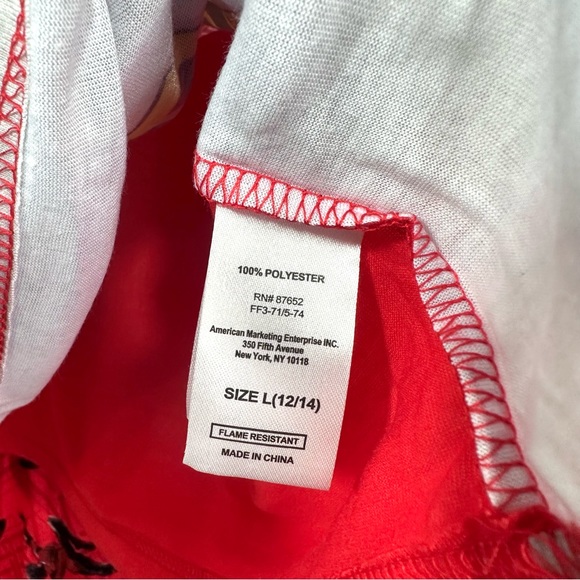 100% POLYESTER
RN# 87652
FF3-71/5-74
American Marketing Enterprise INC.
350 Fifth Avenue
New York, NY 10118
SIZE L(12/14)
FLAME RESISTANT
MADE IN CHINA